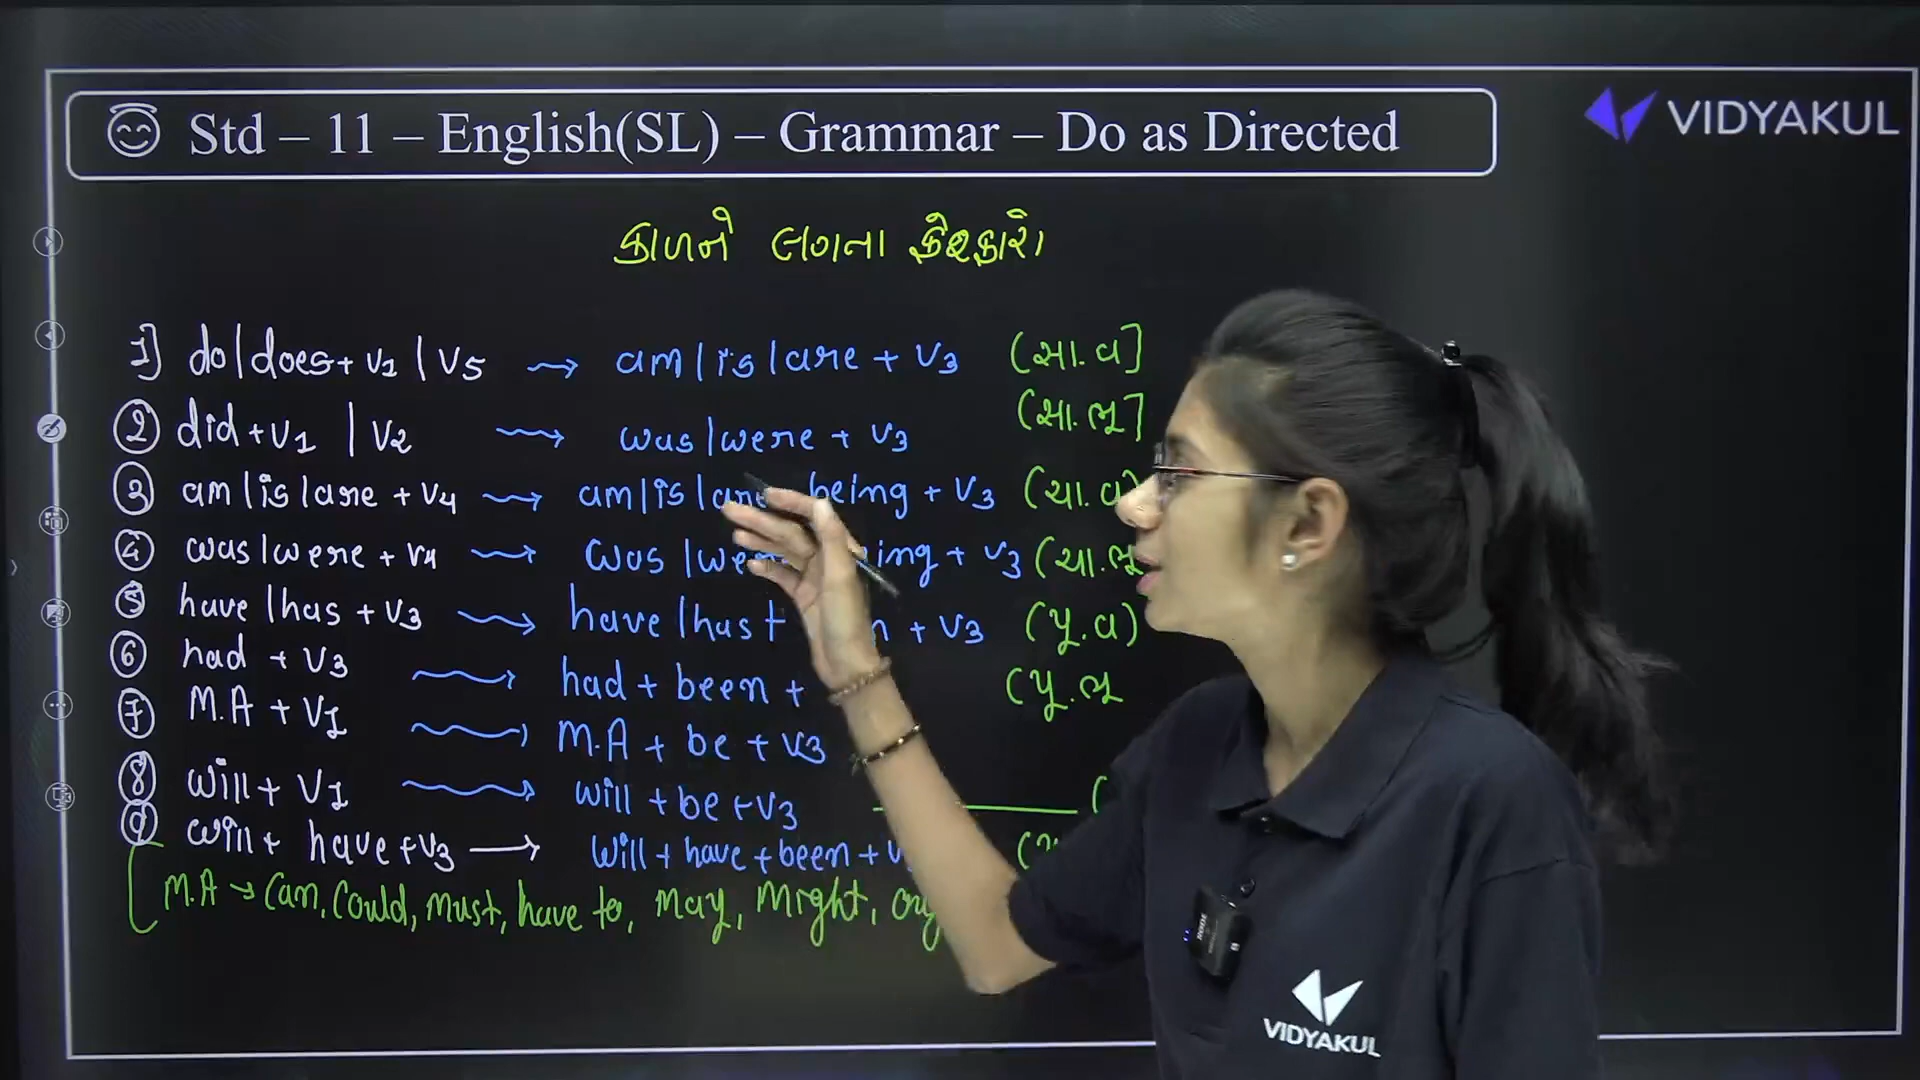 Std – 11 – English(SL) – Grammar – Do as Directed
VIDYAKUL
કાળને લગતા ફેરફારો
1] do/does + V1 / V5 → am/is/are + V3 (સા.વ]
② did + V1 / V2 → was/were + V3 (સા.ભૂ]
③ am/is/are + V4 → am/is/are being + V3 (ચા.વ)
④ was/were + V4 → was/were + V3 (ચા.ભૂ
⑤ have/has + V3 → have/has + + V3 (પૂ.વ)
⑥ had + V3 → had + been + (પૂ.ભૂ
⑦ M.A + V1 → M.A + be + V3
⑧ will + V1 → will + be + V3
⑨ will + have + V3 → will + have + been +
M.A → Can, Could, must, have to, may, might,
VIDYAKUL